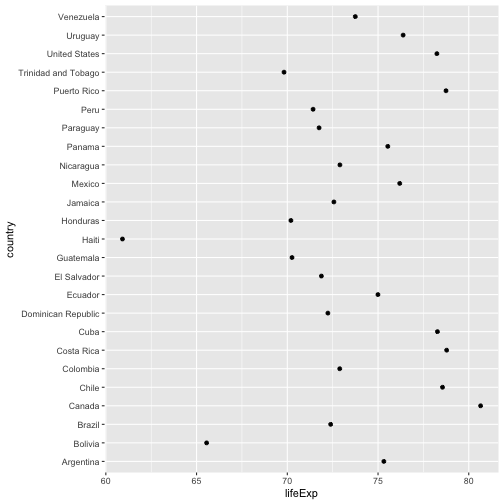 Venezuela
Uruguay
United States
Trinidad and Tobago
Puerto Rico
Peru
Paraguay
Panama
Nicaragua
Mexico
Jamaica
Honduras
Haiti
Guatemala
El Salvador
Ecuador
Dominican Republic
Cuba
Costa Rica
Colombia
Chile
Canada
Brazil
Bolivia
Argentina
country
60 65 70 75 80
lifeExp